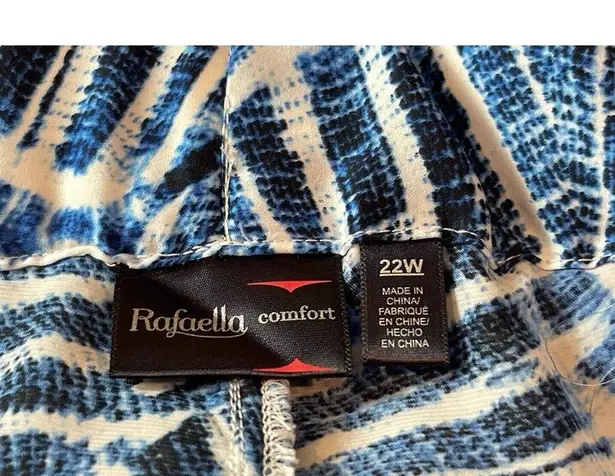 Rafaella comfort
22W
MADE IN
CHINA/
FABRIQUÉ
EN CHINE/
HECHO
EN CHINA